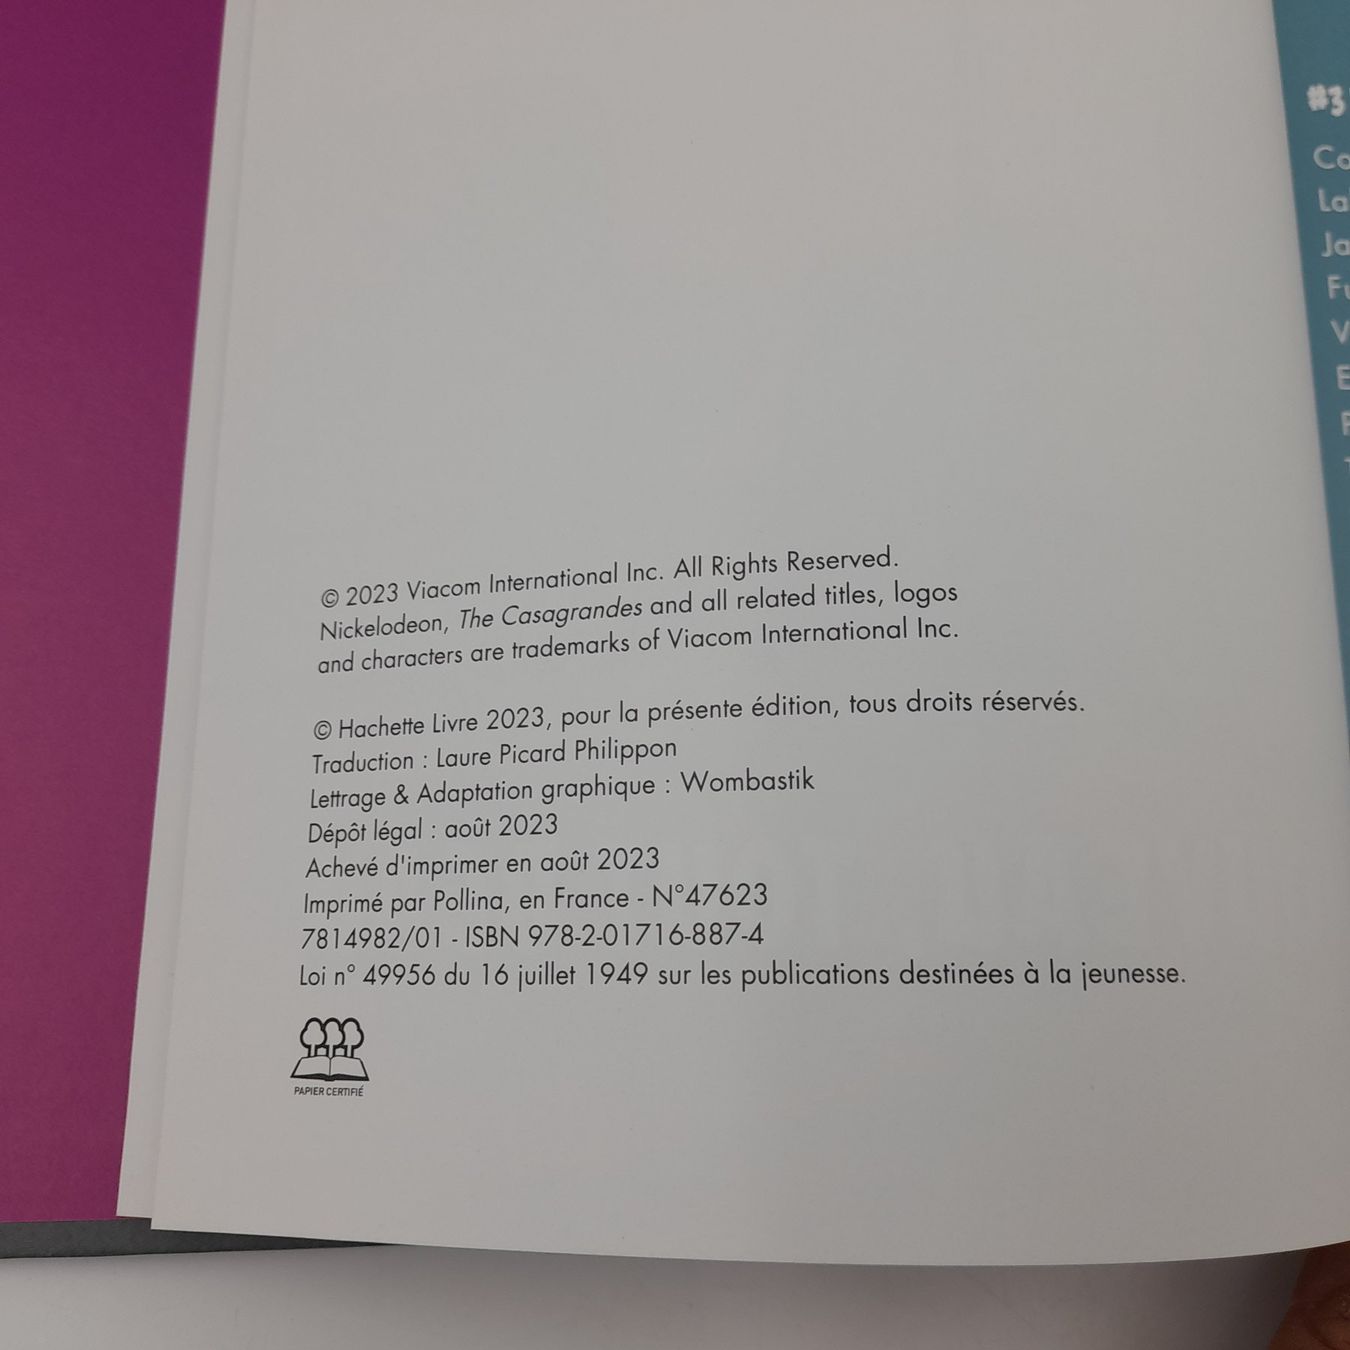 © 2023 Viacom International Inc. All Rights Reserved.
Nickelodeon, The Casagrandes and all related titles, logos
and characters are trademarks of Viacom International Inc.
© Hachette Livre 2023, pour la présente édition, tous droits réservés.
Traduction : Laure Picard Philippon
Lettrage & Adaptation graphique : Wombastik
Dépôt légal : août 2023
Achevé d'imprimer en août 2023
Imprimé par Pollina, en France - N°47623
7814982/01 - ISBN 978-2-01716-887-4
Loi n° 49956 du 16 juillet 1949 sur les publications destinées à la jeunesse.
PAPIER CERTIFIÉ
#3